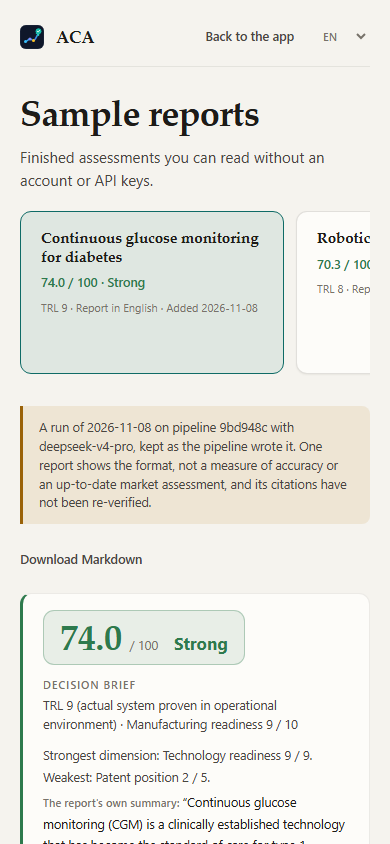 ACA
Back to the app
EN
Sample reports
Finished assessments you can read without an
account or API keys.
Continuous glucose monitoring
for diabetes
74.0 / 100 · Strong
TRL 9 · Report in English · Added 2026-11-08
Robotic
70.3 / 100
TRL 8 · Rep
A run of 2026-11-08 on pipeline 9bd948c with
deepseek-v4-pro, kept as the pipeline wrote it. One
report shows the format, not a measure of accuracy or
an up-to-date market assessment, and its citations have
not been re-verified.
Download Markdown
74.0 / 100 Strong
DECISION BRIEF
TRL 9 (actual system proven in operational
environment) · Manufacturing readiness 9 / 10
Strongest dimension: Technology readiness 9 / 9.
Weakest: Patent position 2 / 5.
The report's own summary: “Continuous glucose
monitoring (CGM) is a clinically established technology
that has become the standard of care for type 1